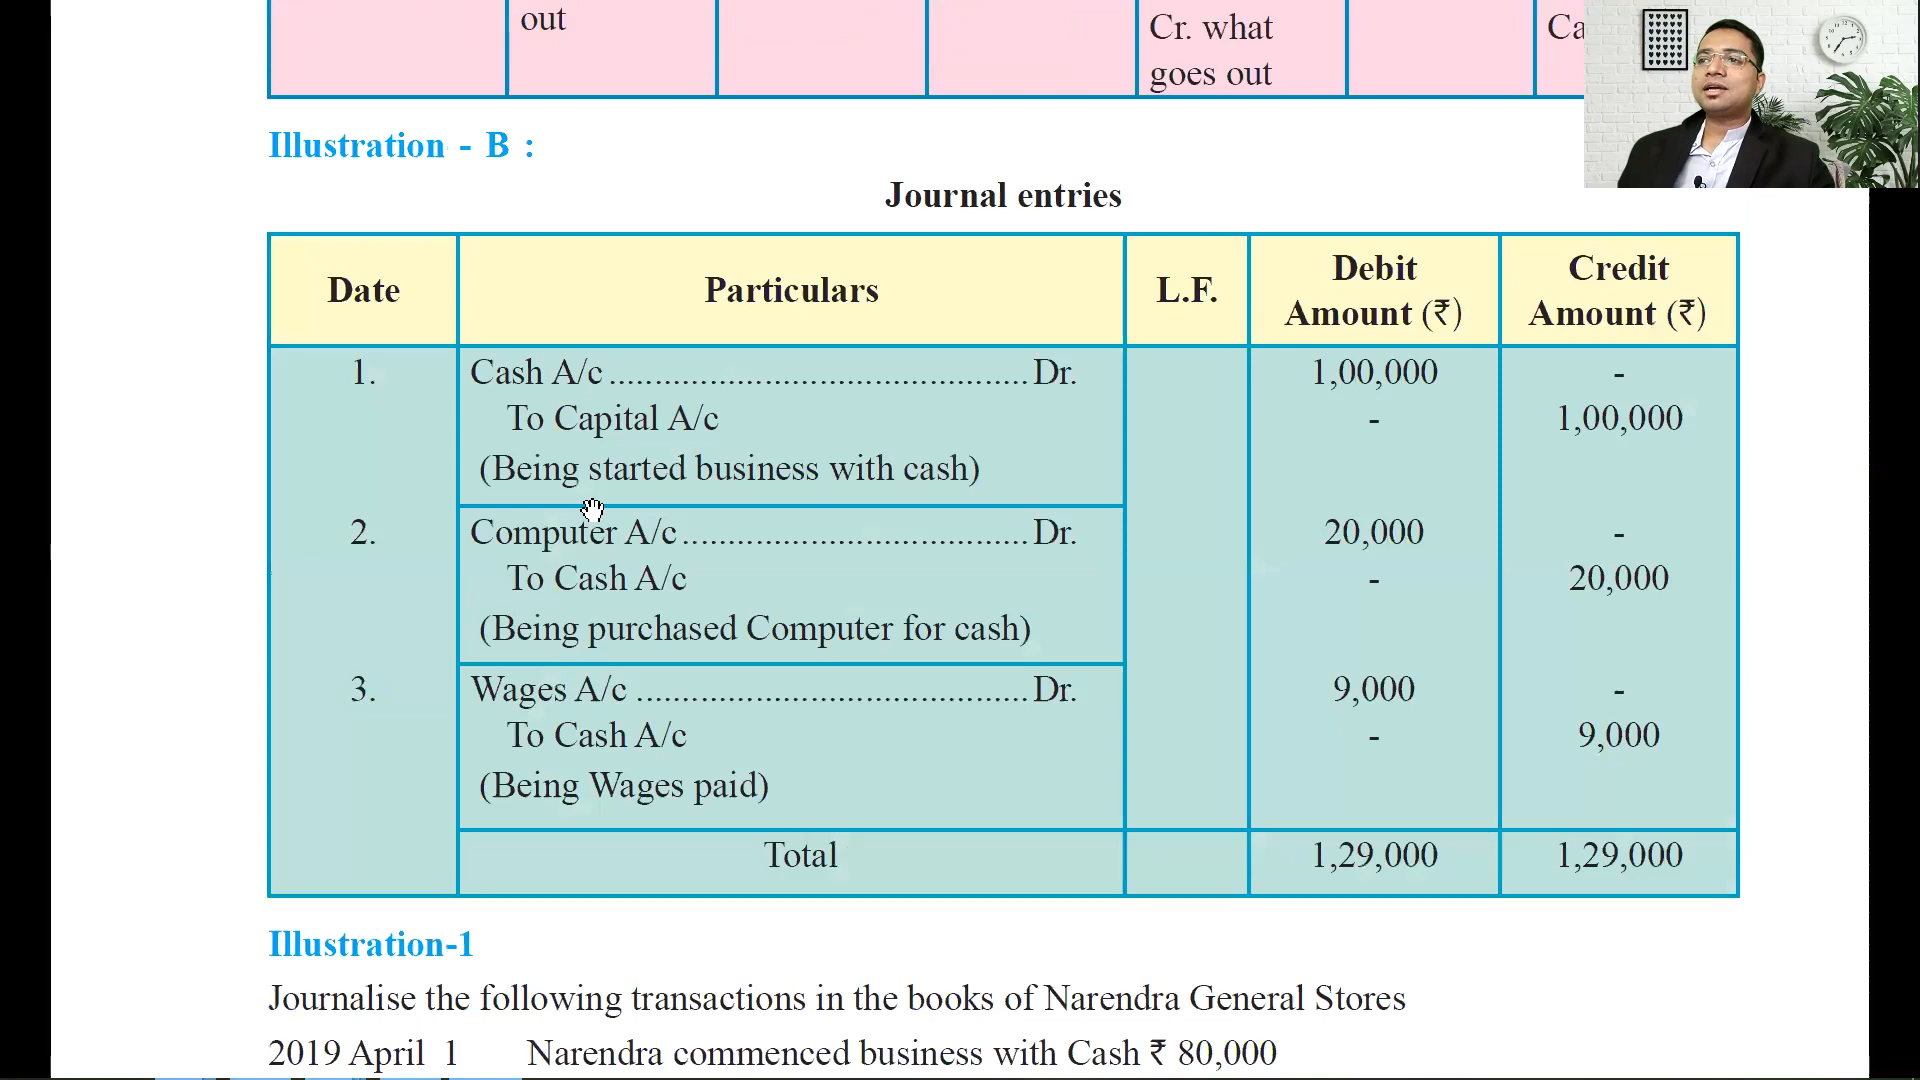 out
Cr. what
goes out
Ca
Illustration - B :
Journal entries
Date
Particulars
L.F.
Debit
Amount (₹)
Credit
Amount (₹)
1.
Cash A/c ............................................ Dr.
1,00,000
-
To Capital A/c
-
1,00,000
(Being started business with cash)
2.
Computer A/c .................................... Dr.
20,000
-
To Cash A/c
-
20,000
(Being purchased Computer for cash)
3.
Wages A/c ......................................... Dr.
9,000
-
To Cash A/c
-
9,000
(Being Wages paid)
Total
1,29,000
1,29,000
Illustration-1
Journalise the following transactions in the books of Narendra General Stores
2019 April 1 Narendra commenced business with Cash ₹ 80,000